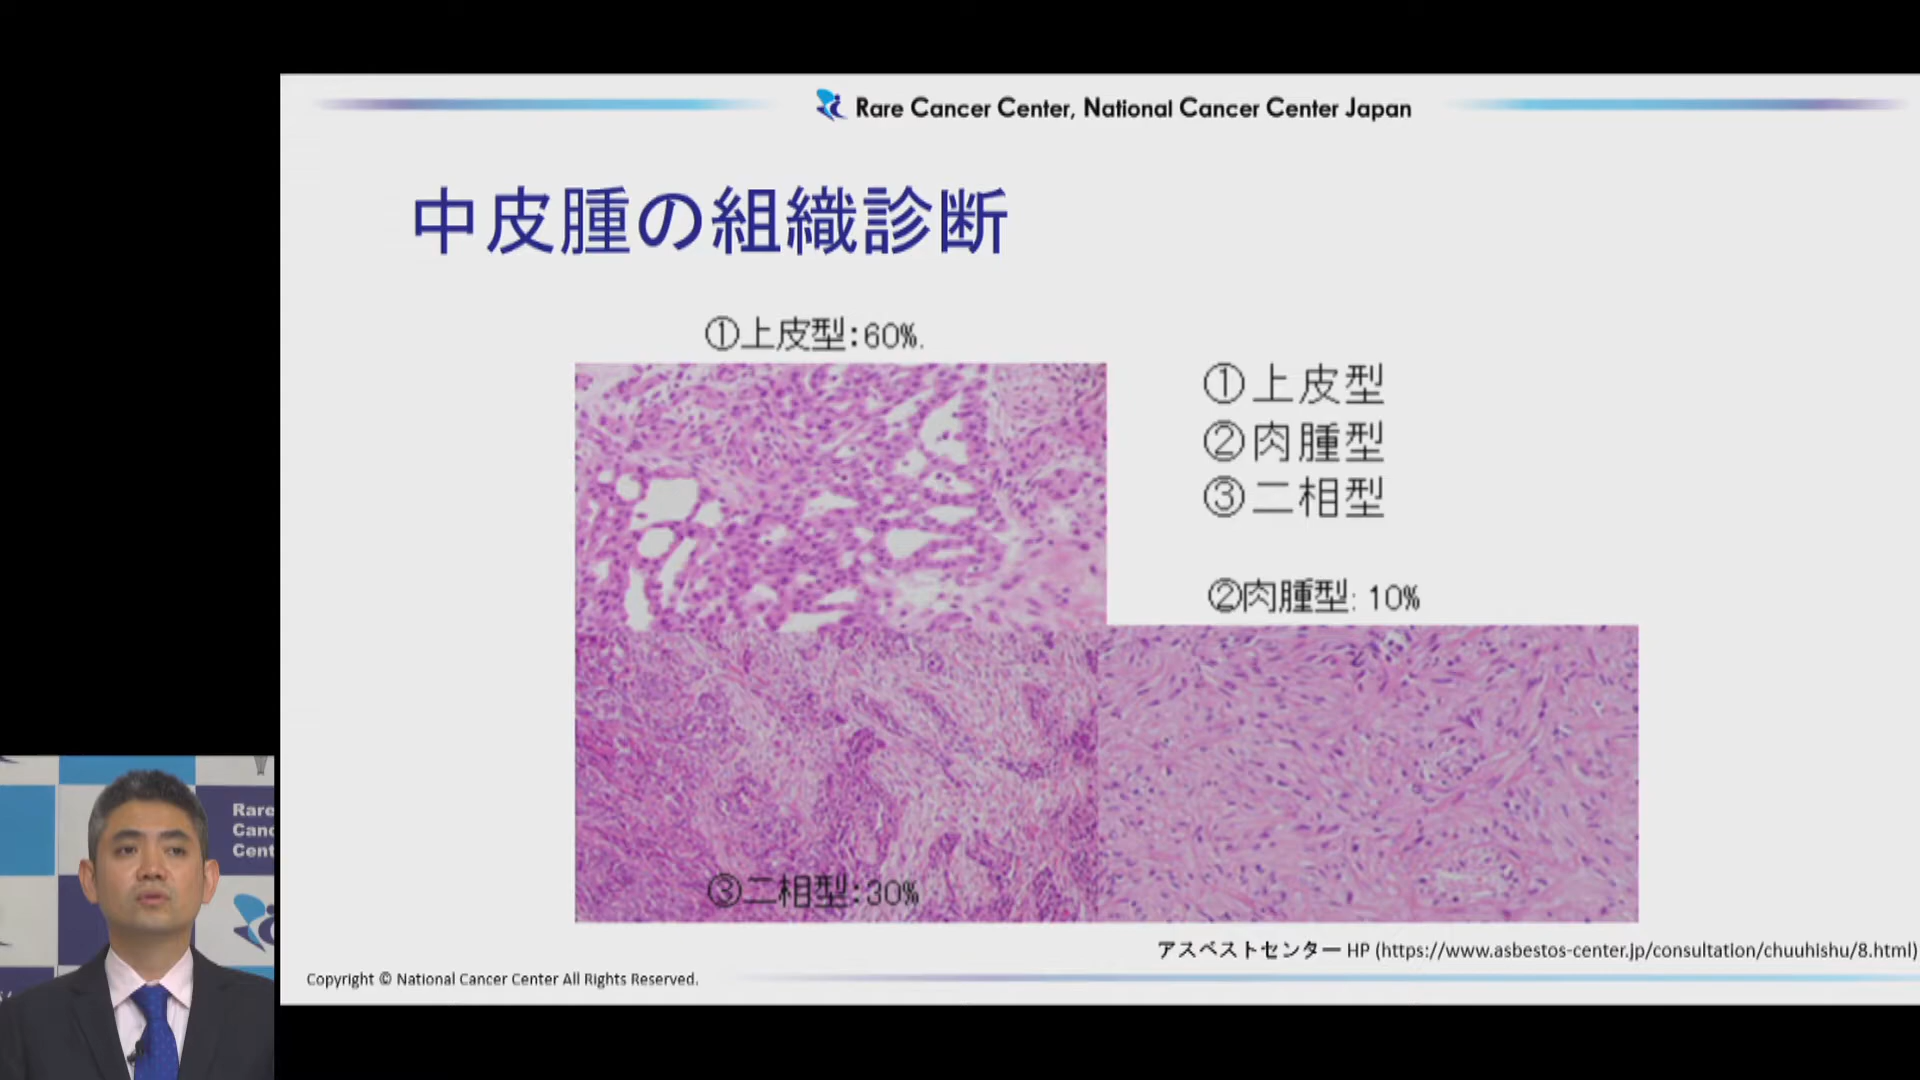 Rare Cancer Center, National Cancer Center Japan
中皮腫の組織診断
①上皮型:60%.
①上皮型
②肉腫型
③二相型
②肉腫型: 10%
③二相型:30%
アスベストセンター HP (https://www.asbestos-center.jp/consultation/chuuhishu/8.html)
Copyright © National Cancer Center All Rights Reserved.
Rare
Canc
Cent